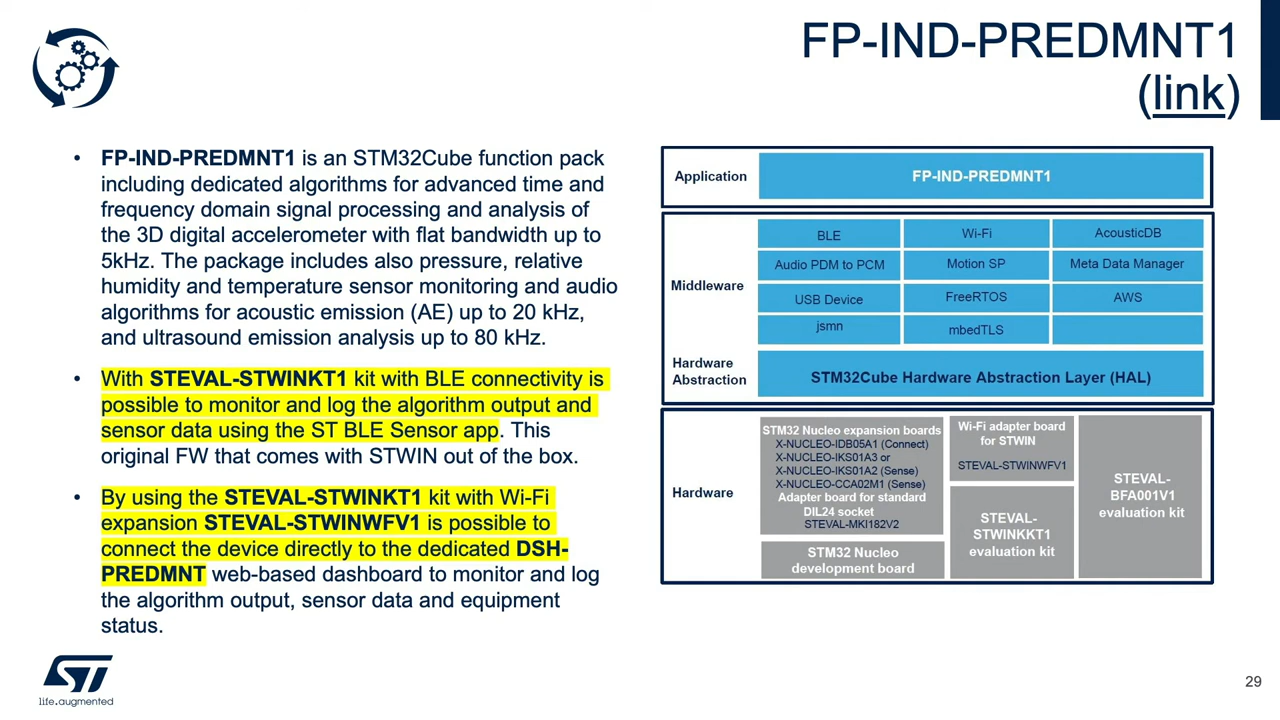 FP-IND-PREDMNT1
(link)
• FP-IND-PREDMNT1 is an STM32Cube function pack
including dedicated algorithms for advanced time and
frequency domain signal processing and analysis of
the 3D digital accelerometer with flat bandwidth up to
5kHz. The package includes also pressure, relative
humidity and temperature sensor monitoring and audio
algorithms for acoustic emission (AE) up to 20 kHz,
and ultrasound emission analysis up to 80 kHz.
• With STEVAL-STWINKT1 kit with BLE connectivity is
possible to monitor and log the algorithm output and
sensor data using the ST BLE Sensor app. This
original FW that comes with STWIN out of the box.
• By using the STEVAL-STWINKT1 kit with Wi-Fi
expansion STEVAL-STWINWFV1 is possible to
connect the device directly to the dedicated DSH-
PREDMNT web-based dashboard to monitor and log
the algorithm output, sensor data and equipment
status.
Application
FP-IND-PREDMNT1
Middleware
BLE
Wi-Fi
AcousticDB
Audio PDM to PCM
Motion SP
Meta Data Manager
USB Device
FreeRTOS
AWS
jsmn
mbedTLS
Hardware
Abstraction
STM32Cube Hardware Abstraction Layer (HAL)
Hardware
STM32 Nucleo expansion boards
X-NUCLEO-IDB05A1 (Connect)
X-NUCLEO-IKS01A3 or
X-NUCLEO-IKS01A2 (Sense)
X-NUCLEO-CCA02M1 (Sense)
Adapter board for standard
DIL24 socket
STEVAL-MKI182V2
STM32 Nucleo
development board
Wi-Fi adapter board
for STWIN
STEVAL-STWINWFV1
STEVAL-
STWINKKT1
evaluation kit
STEVAL-
BFA001V1
evaluation kit
ST
life.augmented
29